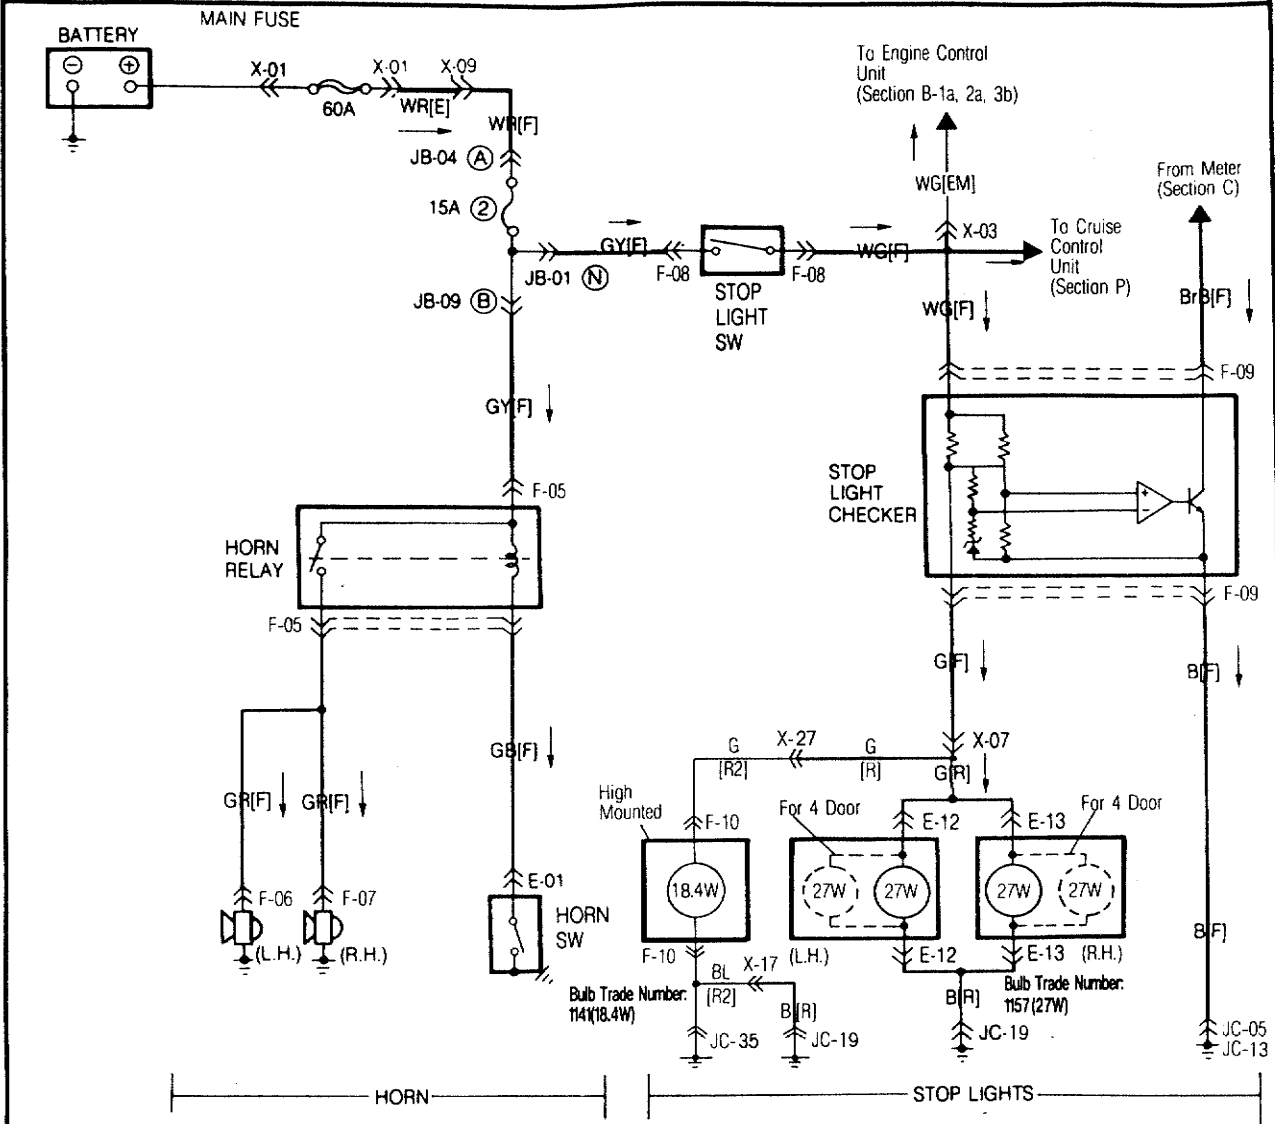 MAIN FUSE
BATTERY
X-01
X-01
X-09
60A
WR[E]
WR[F]
JB-04 (A)
15A (2)
To Engine Control
Unit
(Section B-1a, 2a, 3b)
WG[EM]
X-03
From Meter
(Section C)
To Cruise
Control
Unit
(Section P)
GY[F]
JB-01 (N)
F-08
F-08
WG[F]
STOP
LIGHT
SW
JB-09 (B)
WG[F]
BrB[F]
F-09
GY[F]
F-05
STOP
LIGHT
CHECKER
+
−
HORN
RELAY
F-05
F-09
G[F]
B[F]
GB[F]
G
[R2]
X-27
G
[R]
X-07
G[R]
GR[F]
GR[F]
High
Mounted
For 4 Door
For 4 Door
F-10
E-12
E-13
18.4W
27W
27W
27W
27W
F-06
F-07
E-01
(L.H.)
(R.H.)
HORN
SW
F-10
(L.H.)
E-12
E-13
(R.H.)
B[F]
Bulb Trade Number:
1141(18.4W)
BL
[R2]
X-17
B[R]
B[R]
Bulb Trade Number:
1157(27W)
JC-35
JC-19
JC-19
JC-05
JC-13
HORN
STOP LIGHTS